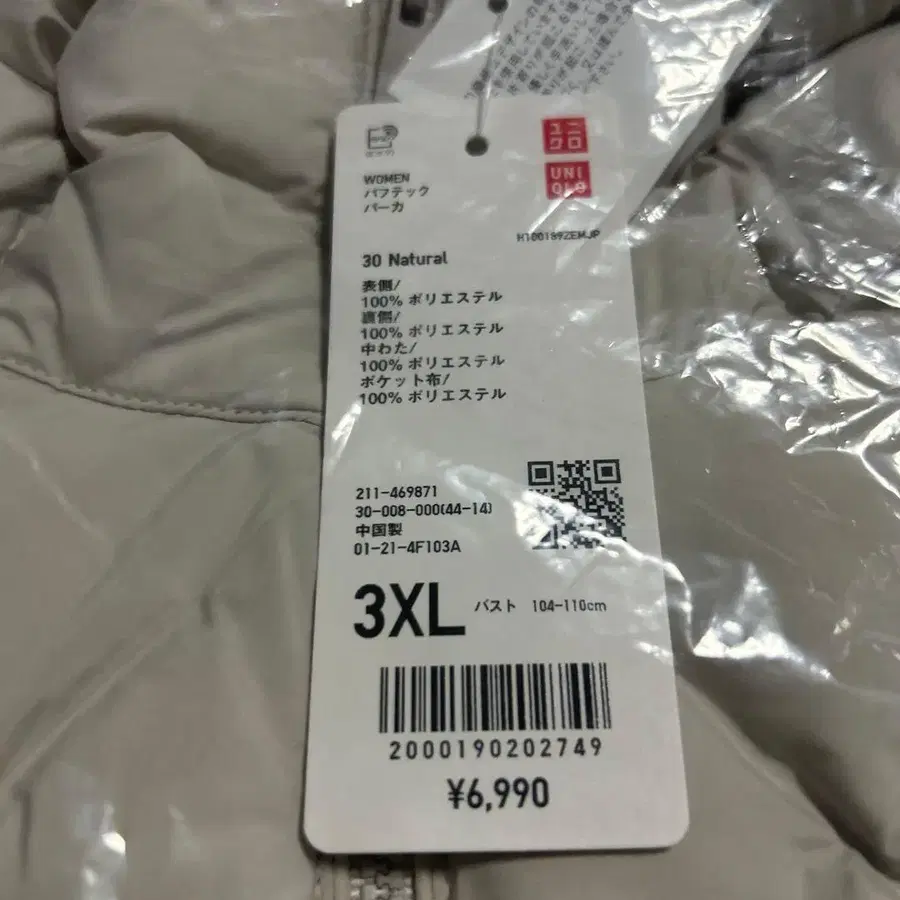 ユニ
クロ
UNI
QLO
WOMEN
パフテック
パーカ
H100189ZEMJP
30 Natural
表側/
100% ポリエステル
裏側/
100% ポリエステル
中わた/
100% ポリエステル
ポケット布/
100% ポリエステル
211-469871
30-008-000(44-14)
中国製
01-21-4F103A
3XL バスト 104-110cm
2000190202749
¥6,990